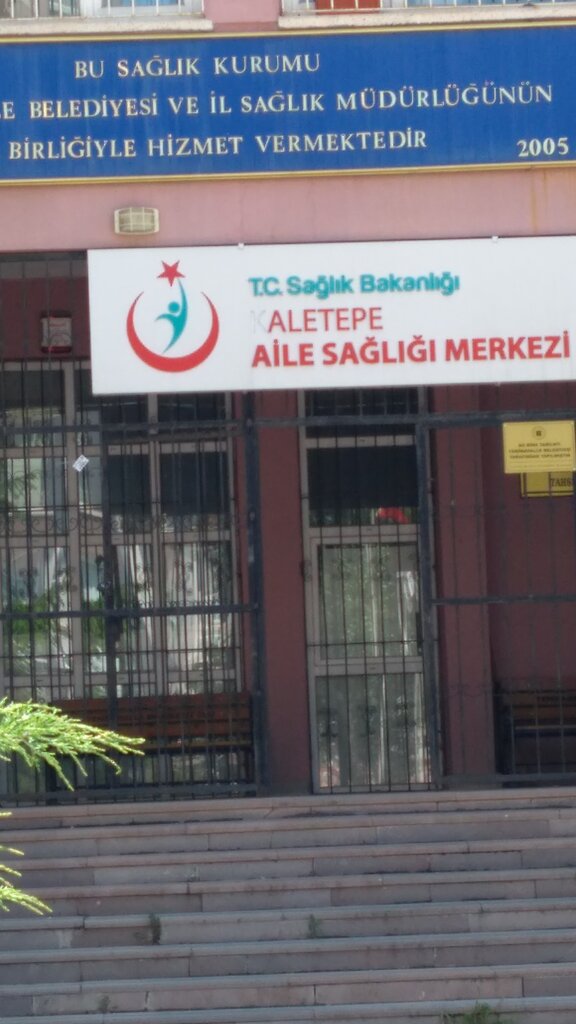 BU SAĞLIK KURUMU
E BELEDİYESİ VE İL SAĞLIK MÜDÜRLÜĞÜNÜN
BİRLİĞİYLE HİZMET VERMEKTEDİR
2005
T.C. Sağlık Bakanlığı
KALETEPE
AİLE SAĞLIĞI MERKEZİ
TAHS